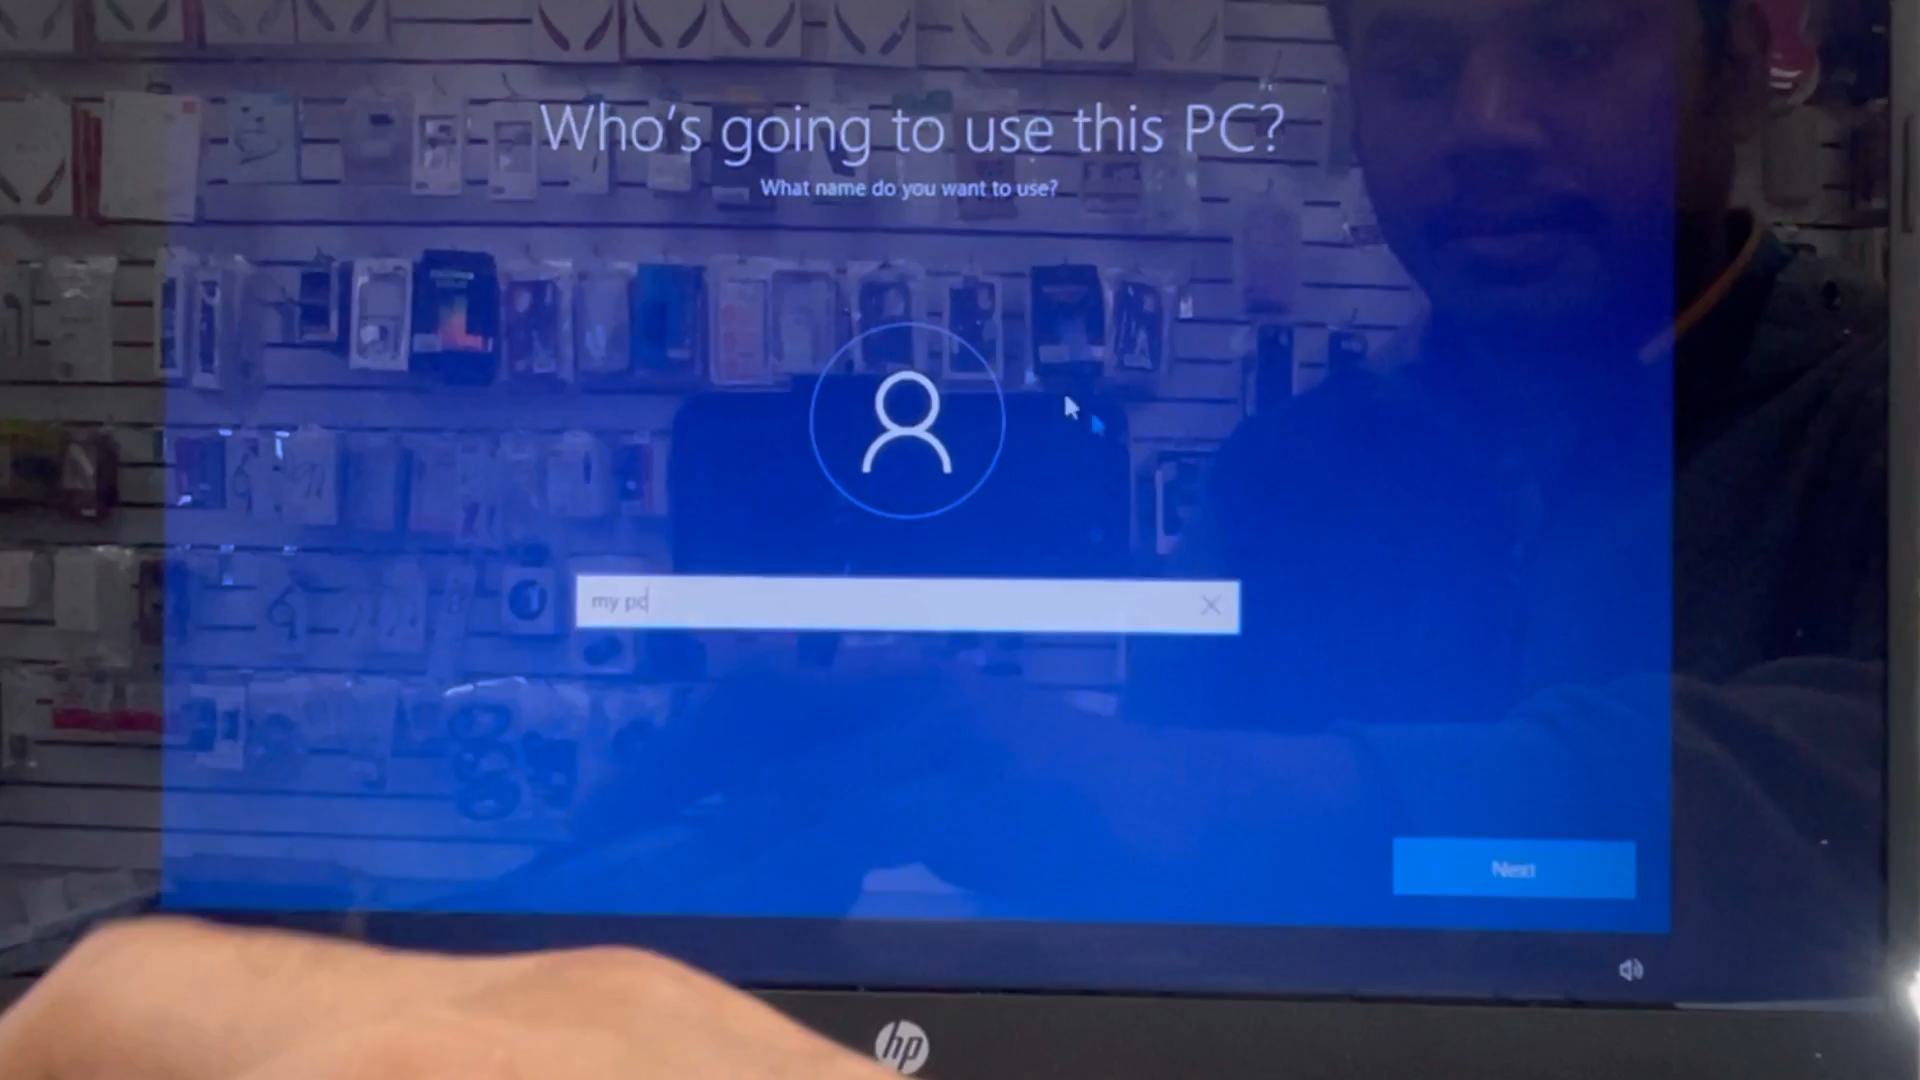 Who's going to use this PC?
What name do you want to use?
my pc
Next
hp